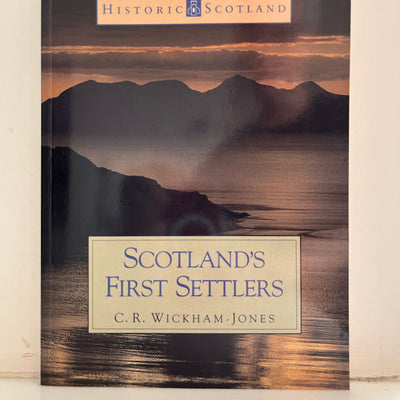 HISTORIC SCOTLAND
SCOTLAND'S
FIRST SETTLERS
C. R. WICKHAM-JONES